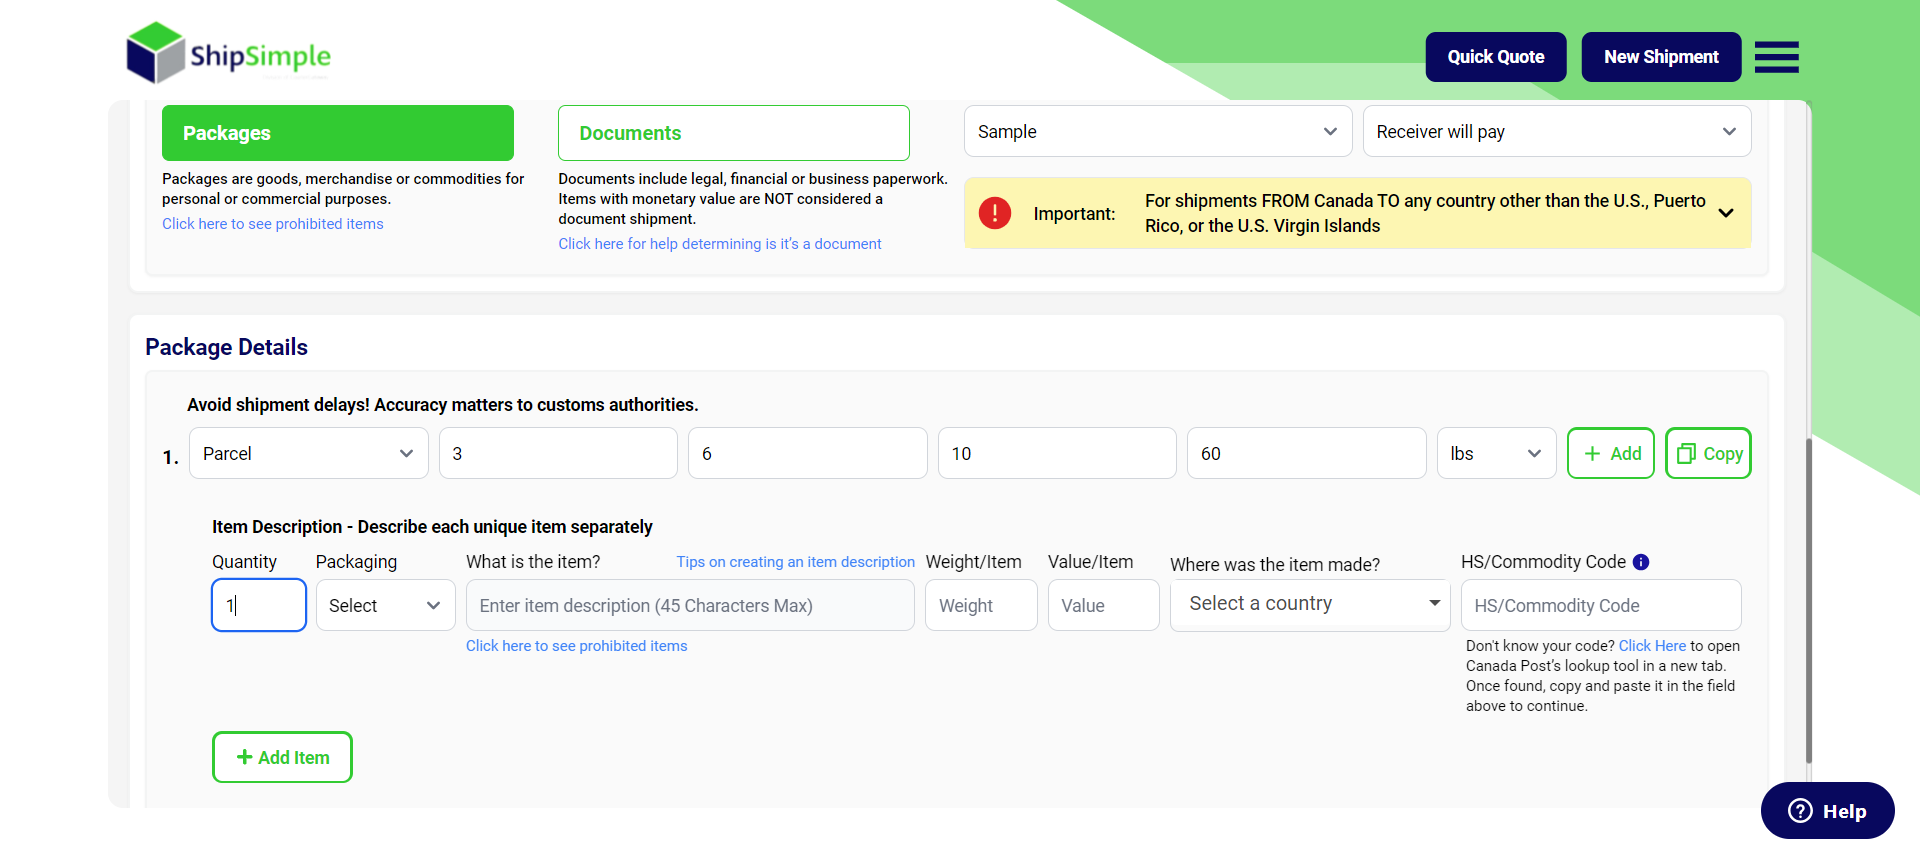 ShipSimple
Quick Quote
New Shipment
Packages
Documents
Sample
Receiver will pay
Packages are goods, merchandise or commodities for
personal or commercial purposes.
Click here to see prohibited items
Documents include legal, financial or business paperwork.
Items with monetary value are NOT considered a
document shipment.
Click here for help determining is it's a document
Important:
For shipments FROM Canada TO any country other than the U.S., Puerto
Rico, or the U.S. Virgin Islands
Package Details
Avoid shipment delays! Accuracy matters to customs authorities.
1.
Parcel
3
6
10
60
lbs
Add
Copy
Item Description - Describe each unique item separately
Quantity
Packaging
What is the item?
Tips on creating an item description
Weight/Item
Value/Item
Where was the item made?
HS/Commodity Code
1
Select
Enter item description (45 Characters Max)
Weight
Value
Select a country
HS/Commodity Code
Click here to see prohibited items
Don't know your code? Click Here to open
Canada Post's lookup tool in a new tab.
Once found, copy and paste it in the field
above to continue.
+ Add Item
Help